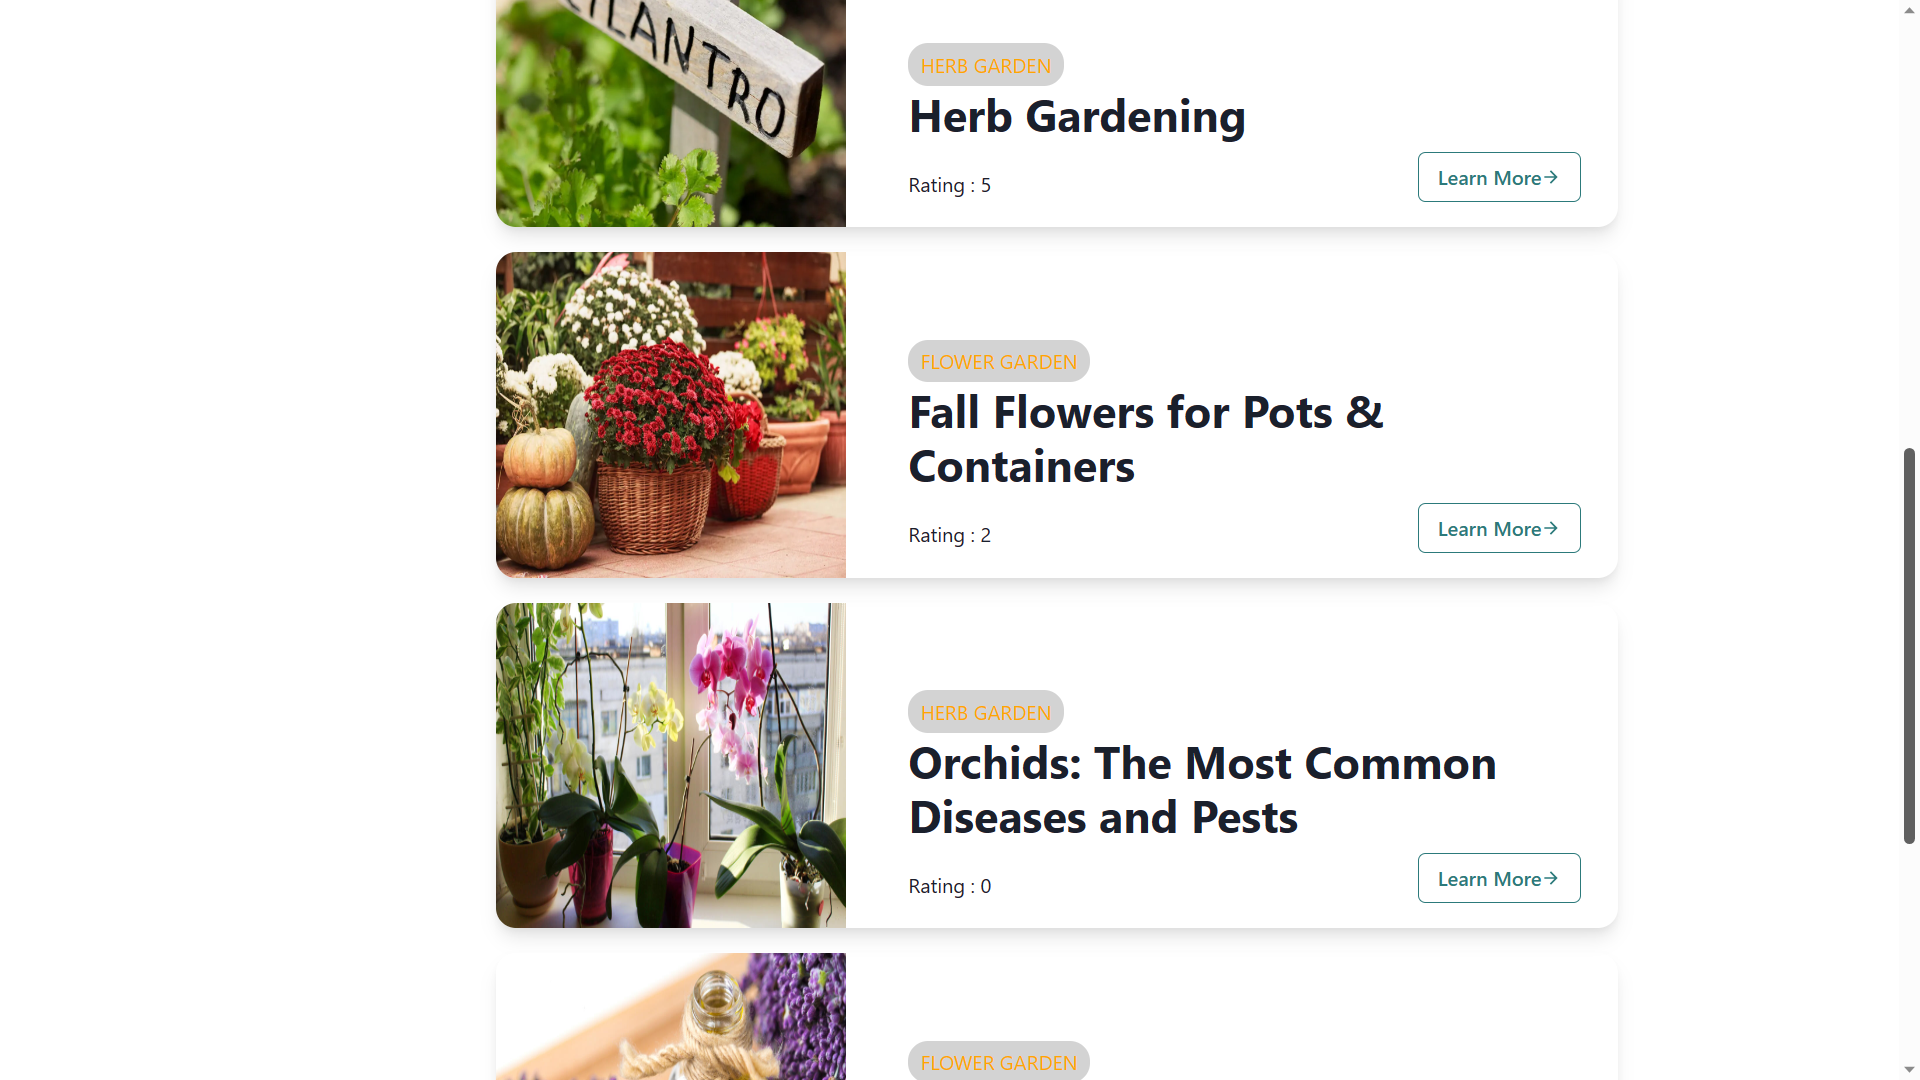 CILANTRO
HERB GARDEN
Herb Gardening
Rating : 5
Learn More→
FLOWER GARDEN
Fall Flowers for Pots &
Containers
Rating : 2
Learn More→
HERB GARDEN
Orchids: The Most Common
Diseases and Pests
Rating : 0
Learn More→
FLOWER GARDEN